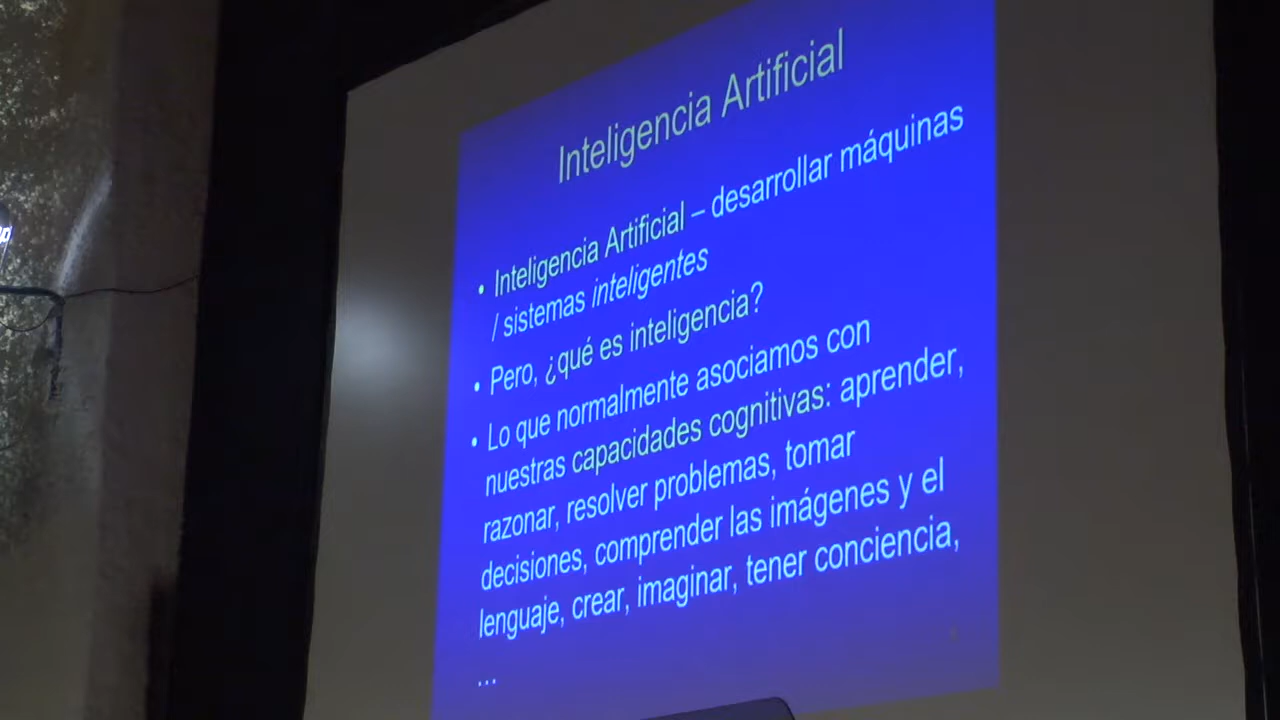 Inteligencia Artificial
• Inteligencia Artificial – desarrollar máquinas
/ sistemas inteligentes
• Pero, ¿qué es inteligencia?
• Lo que normalmente asociamos con
nuestras capacidades cognitivas: aprender,
razonar, resolver problemas, tomar
decisiones, comprender las imágenes y el
lenguaje, crear, imaginar, tener conciencia,
...